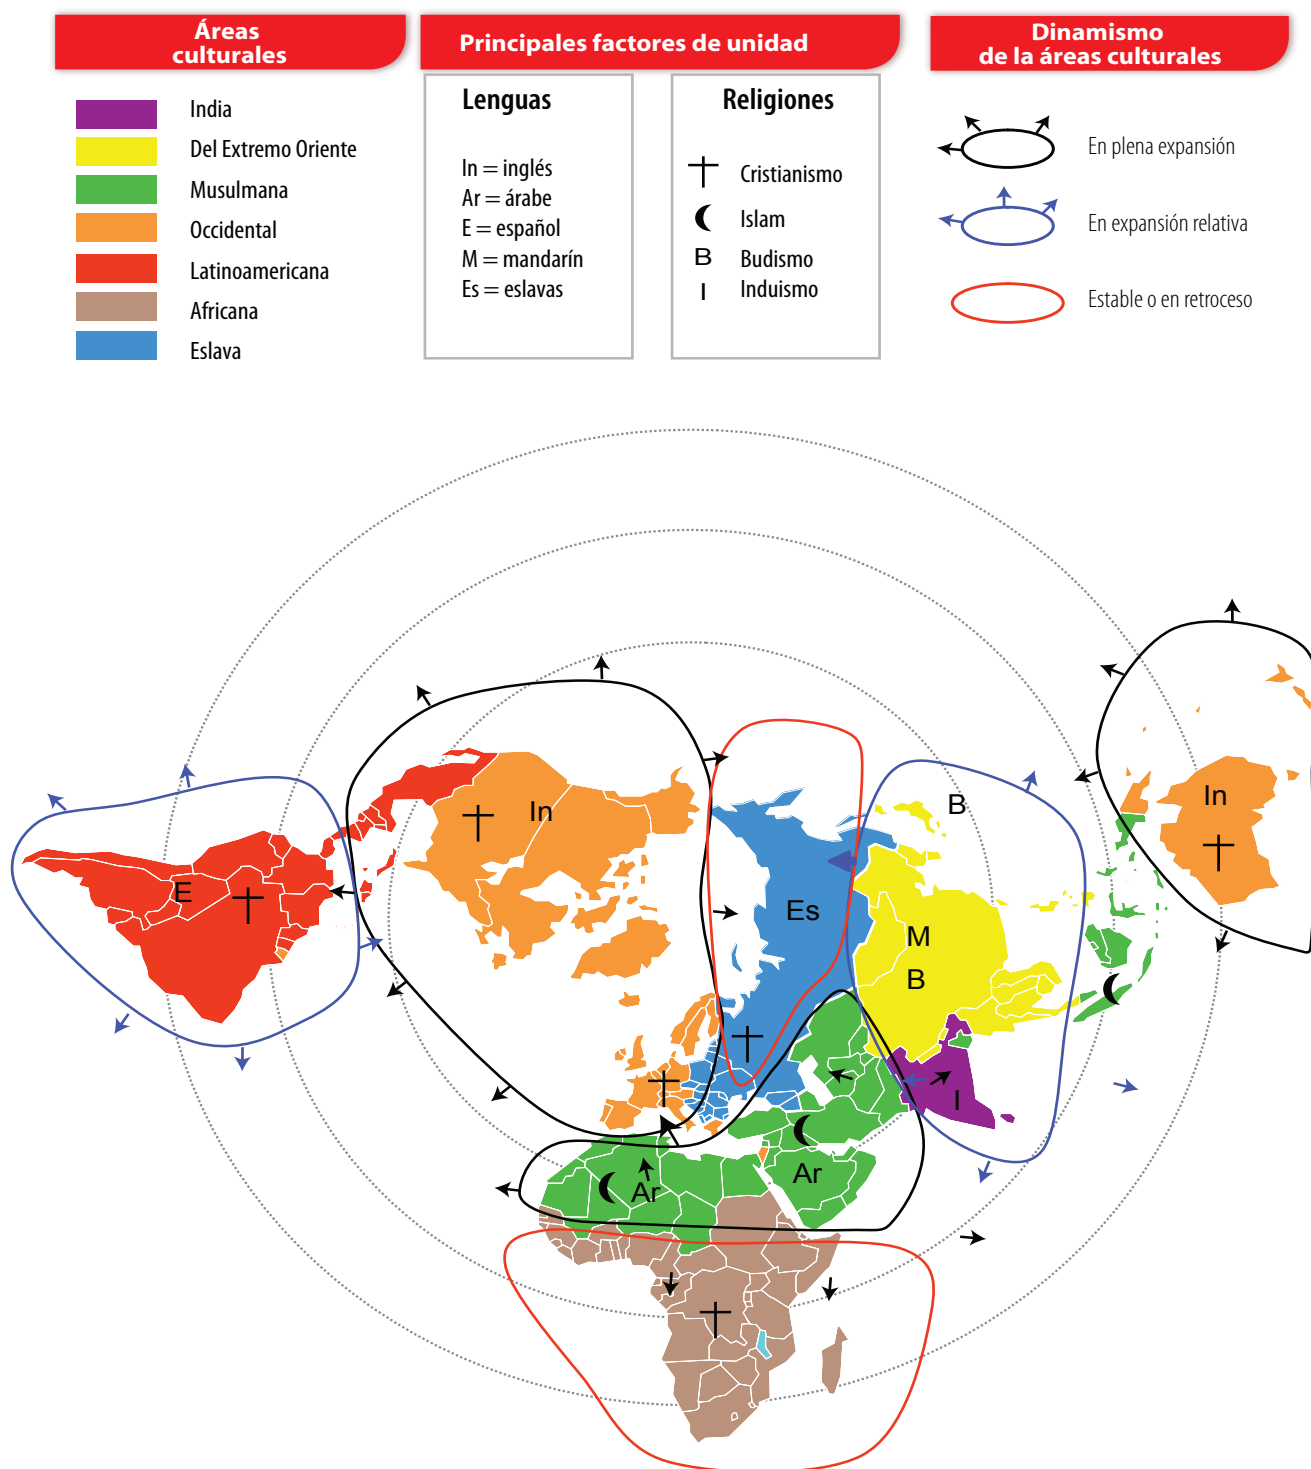 Áreas
culturales
India
Del Extremo Oriente
Musulmana
Occidental
Latinoamericana
Africana
Eslava
Principales factores de unidad
Lenguas
In = inglés
Ar = árabe
E = español
M = mandarín
Es = eslavas
Religiones
Cristianismo
Islam
B Budismo
I Induismo
Dinamismo
de la áreas culturales
En plena expansión
En expansión relativa
Estable o en retroceso
In
B
In
E
Es
M
B
I
Ar
Ar